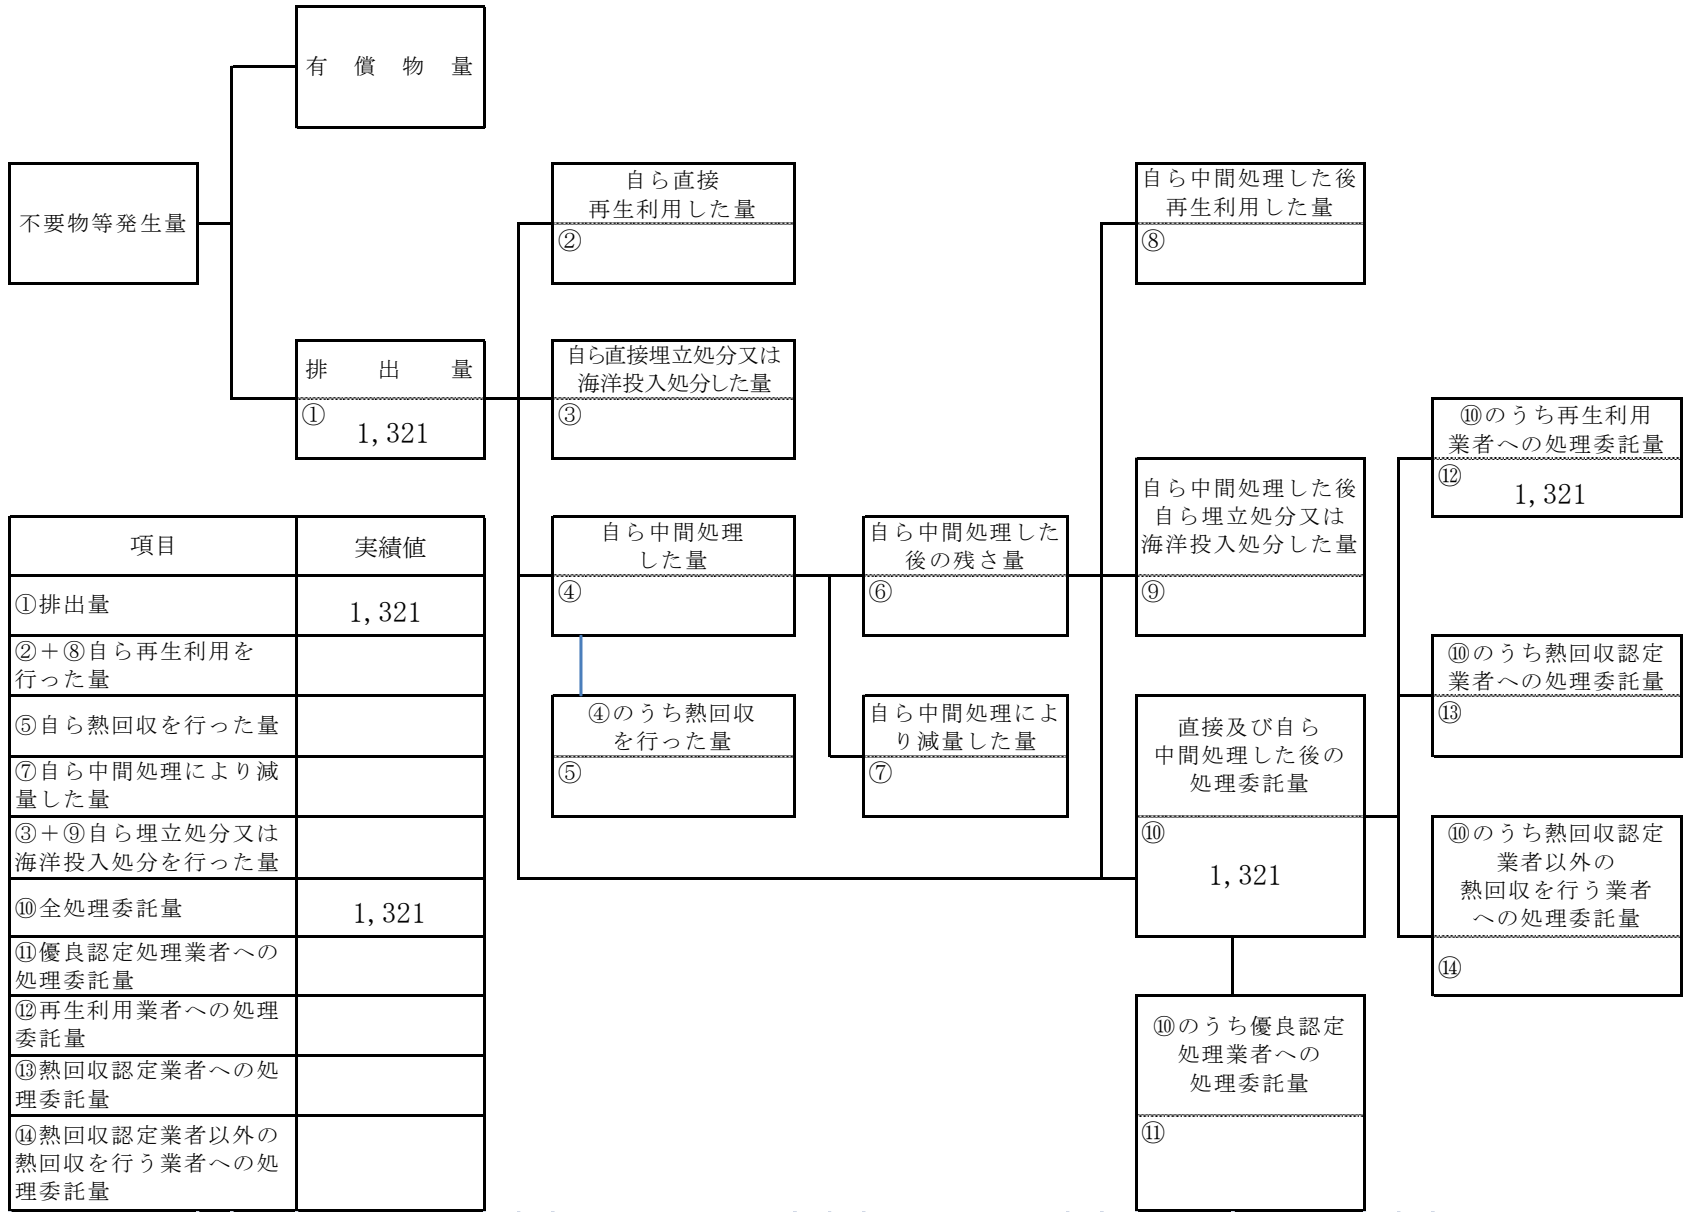 有償物量
不要物等発生量
排出量
①
1,321
自ら直接
再生利用した量
②
自ら直接埋立処分又は
海洋投入処分した量
③
自ら中間処理
した量
④
④のうち熱回収
を行った量
⑤
自ら中間処理した
後の残さ量
⑥
自ら中間処理によ
り減量した量
⑦
自ら中間処理した後
再生利用した量
⑧
自ら中間処理した後
自ら埋立処分又は
海洋投入処分した量
⑨
直接及び自ら
中間処理した後の
処理委託量
⑩
1,321
⑩のうち優良認定
処理業者への
処理委託量
⑪
⑩のうち再生利用
業者への処理委託量
⑫
1,321
⑩のうち熱回収認定
業者への処理委託量
⑬
⑩のうち熱回収認定
業者以外の
熱回収を行う業者
への処理委託量
⑭
項目 実績値
①排出量 1,321
②＋⑧自ら再生利用を
行った量
⑤自ら熱回収を行った量
⑦自ら中間処理により減
量した量
③＋⑨自ら埋立処分又は
海洋投入処分を行った量
⑩全処理委託量 1,321
⑪優良認定処理業者への
処理委託量
⑫再生利用業者への処理
委託量
⑬熱回収認定業者への処
理委託量
⑭熱回収認定業者以外の
熱回収を行う業者への処
理委託量